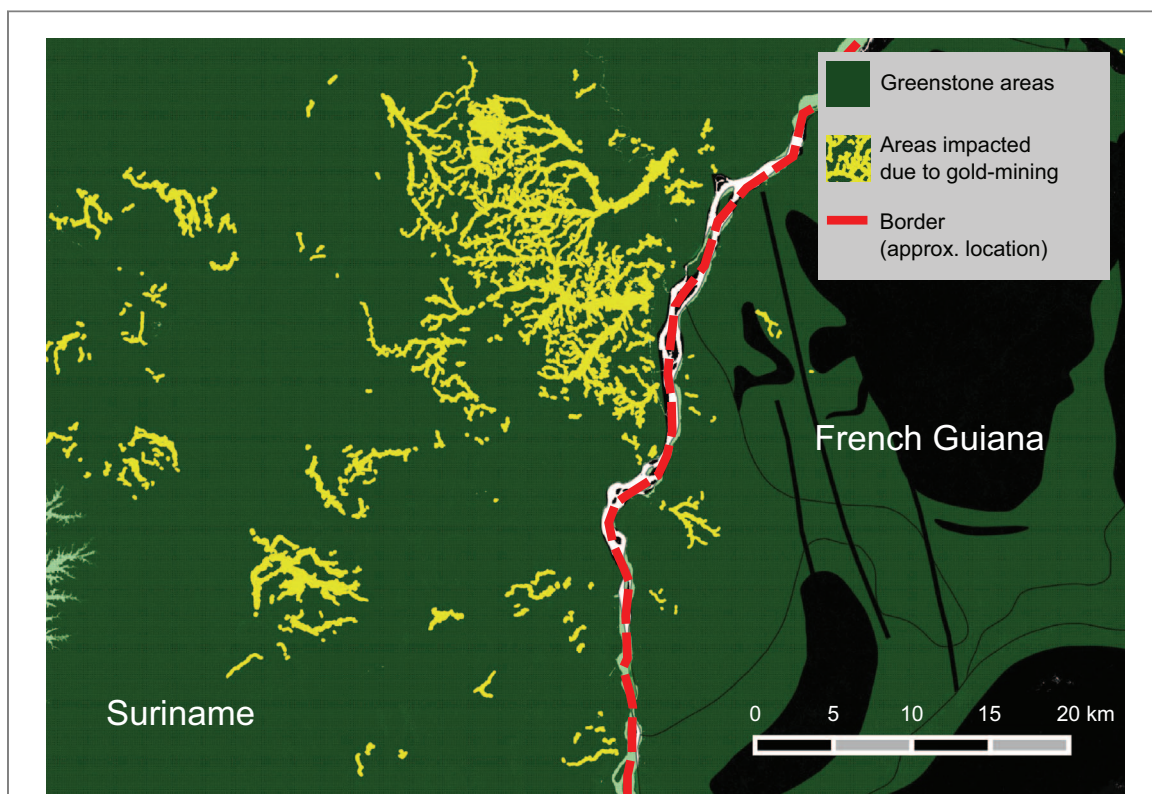 Greenstone areas
Areas impacted
due to gold-mining
Border
(approx. location)
French Guiana
Suriname
0 5 10 15 20 km